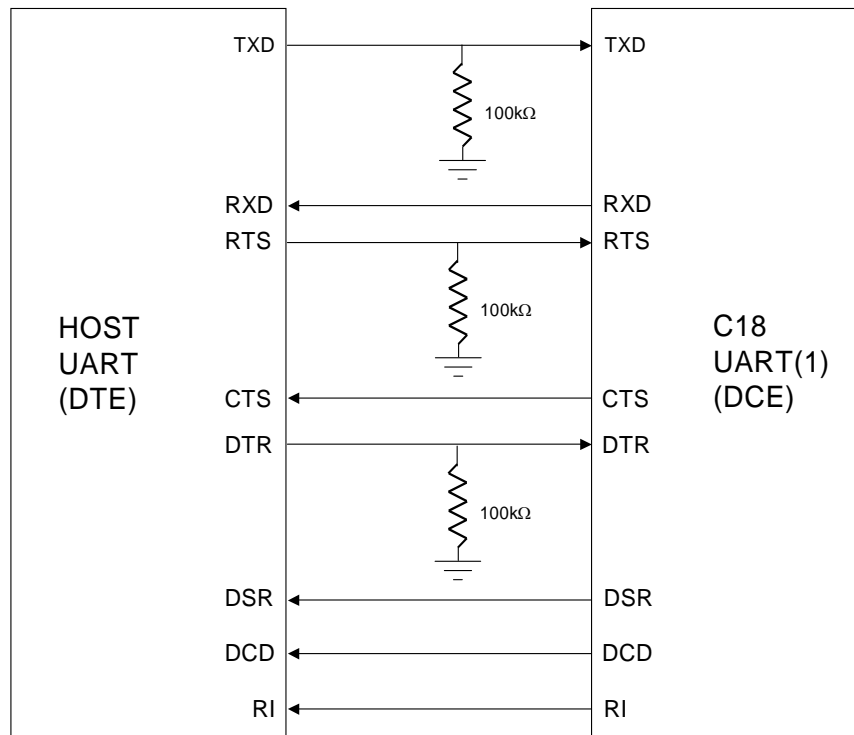 TXD TXD
100kΩ
RXD RXD
RTS RTS
100kΩ
HOST
UART
(DTE)
C18
UART(1)
(DCE)
CTS CTS
DTR DTR
100kΩ
DSR DSR
DCD DCD
RI RI